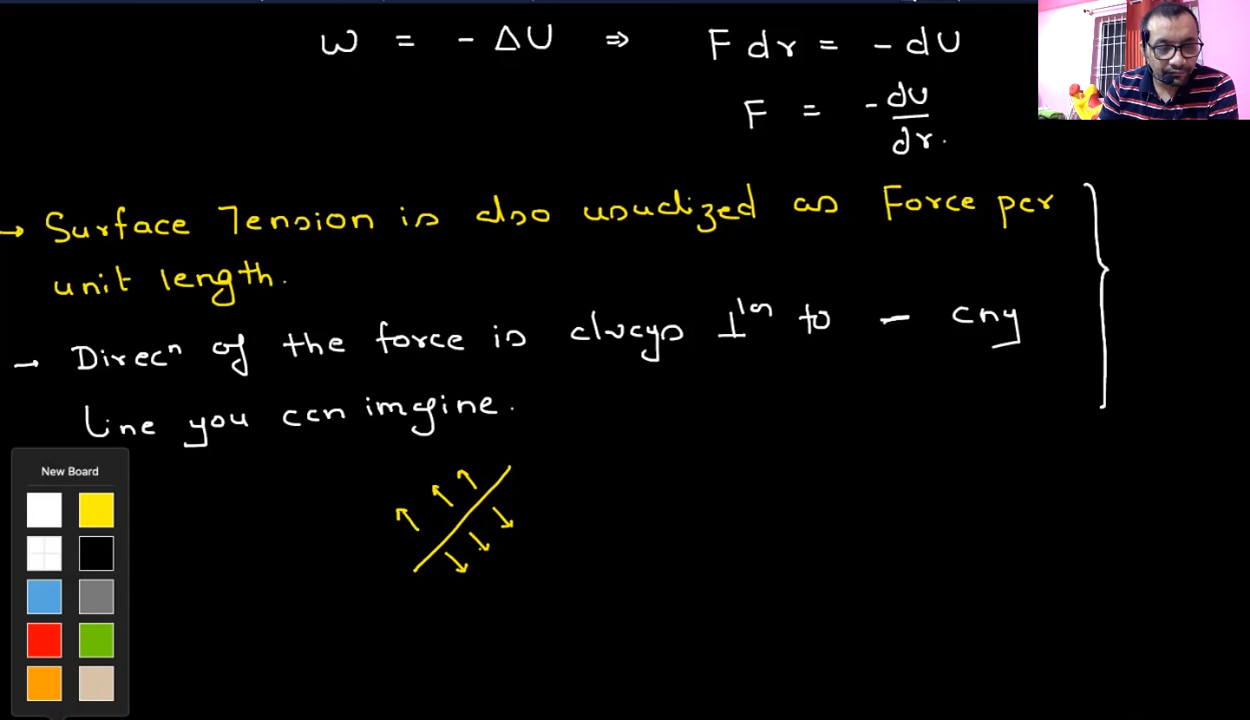 W = - ΔU ⇒ F dr = - dU
F = - dU/dr.
→ Surface Tension is also visualized as Force per
unit length.
→ Direcⁿ of the force is always ⊥ˡᵃʳ to - any
Line you can imagine.
New Board